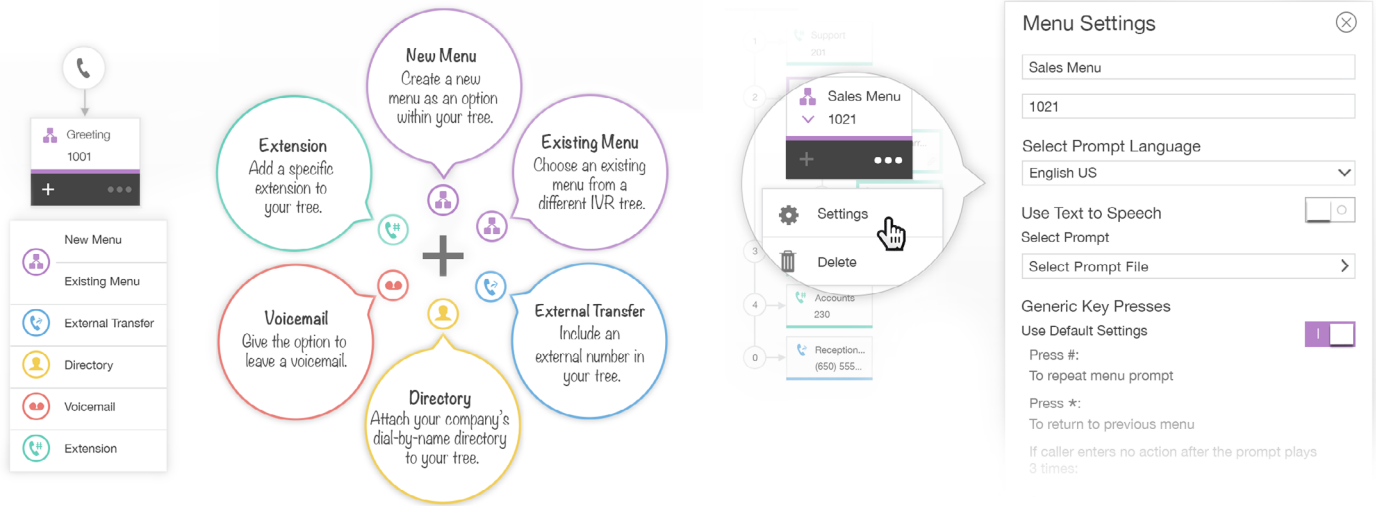 Greeting
1001
New Menu
Existing Menu
External Transfer
Directory
Voicemail
Extension
New Menu
Create a new
menu as an option
within your tree.
Extension
Add a specific
extension to
your tree.
Existing Menu
Choose an existing
menu from a
different IVR tree.
Voicemail
Give the option to
leave a voicemail.
External Transfer
Include an
external number in
your tree.
Directory
Attach your company's
dial-by-name directory
to your tree.
1
Support
201
2
Sales Menu
1021
Settings
Delete
3
4
Accounts
230
0
Reception...
(650) 555...
Menu Settings
Sales Menu
1021
Select Prompt Language
English US
Use Text to Speech
Select Prompt
Select Prompt File
Generic Key Presses
Use Default Settings
Press #:
To repeat menu prompt
Press *:
To return to previous menu
If caller enters no action after the prompt plays
3 times: